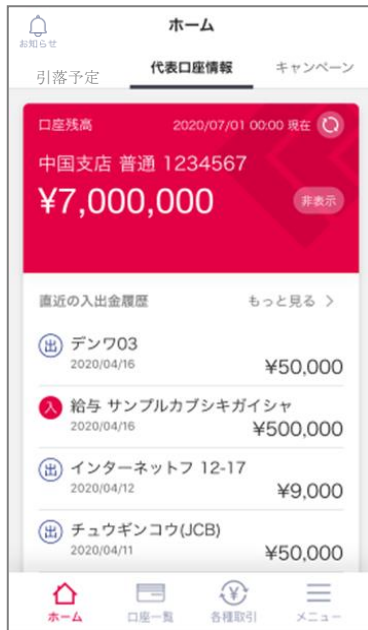 ホーム
お知らせ
引落予定
代表口座情報
キャンペーン
口座残高
2020/07/01 00:00 現在
中国支店 普通 1234567
¥7,000,000
非表示
直近の入出金履歴
もっと見る >
出 デンワ03
2020/04/16
¥50,000
入 給与 サンプルカブシキガイシャ
2020/04/16
¥500,000
出 インターネットフ 12-17
2020/04/12
¥9,000
出 チュウギンコウ(JCB)
2020/04/11
¥50,000
ホーム
口座一覧
各種取引
メニュー